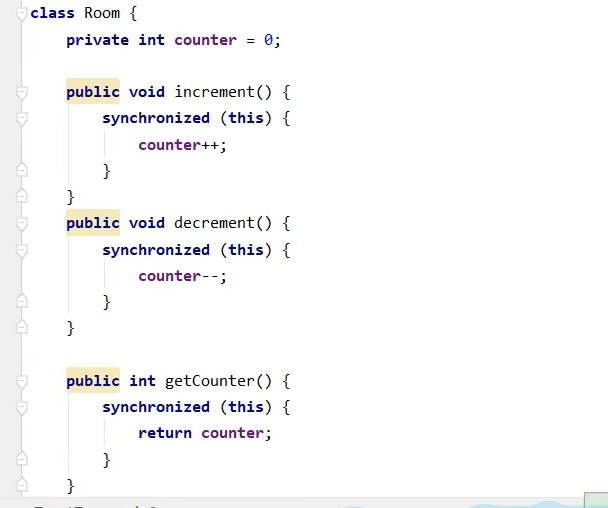 class Room {
    private int counter = 0;

    public void increment() {
        synchronized (this) {
            counter++;
        }
    }
    public void decrement() {
        synchronized (this) {
            counter--;
        }
    }

    public int getCounter() {
        synchronized (this) {
            return counter;
        }
    }